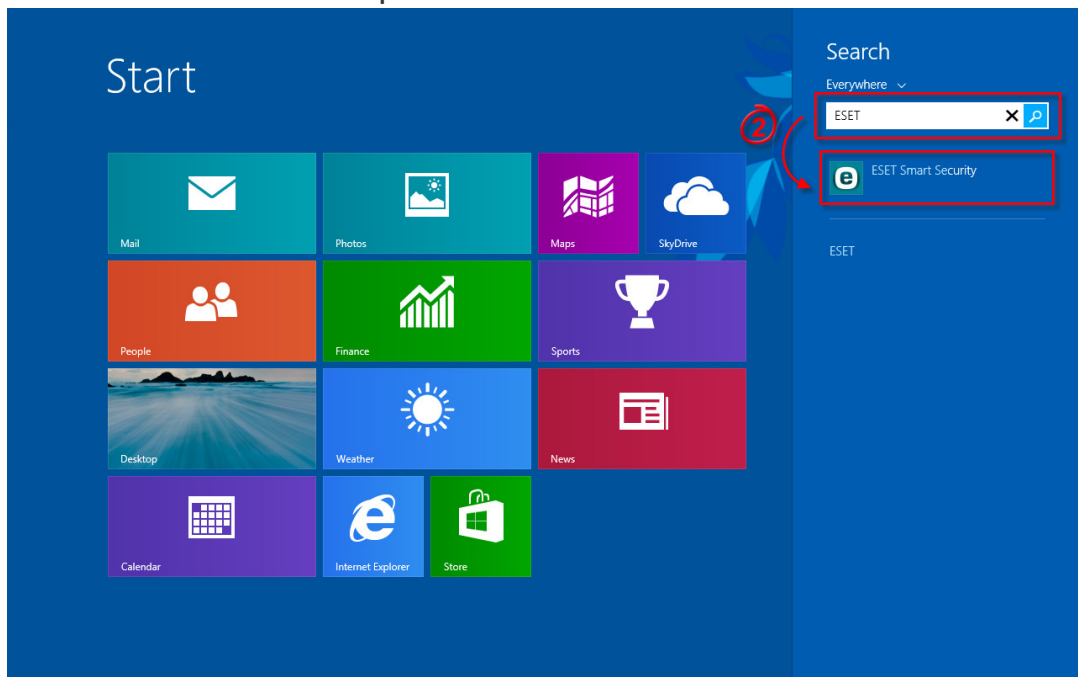 Start
Mail
Photos
Maps
SkyDrive
People
Finance
Sports
Desktop
Weather
News
Calendar
Internet Explorer
Store
Search
Everywhere
ESET
2
ESET Smart Security
ESET